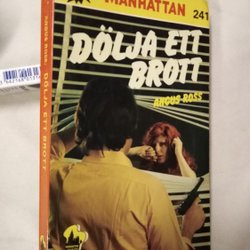 MANHATTAN
241
DÖLJA ETT
BROTT
ANGUS ROSS
ANGUS ROSS: DÖLJA ETT BROTT